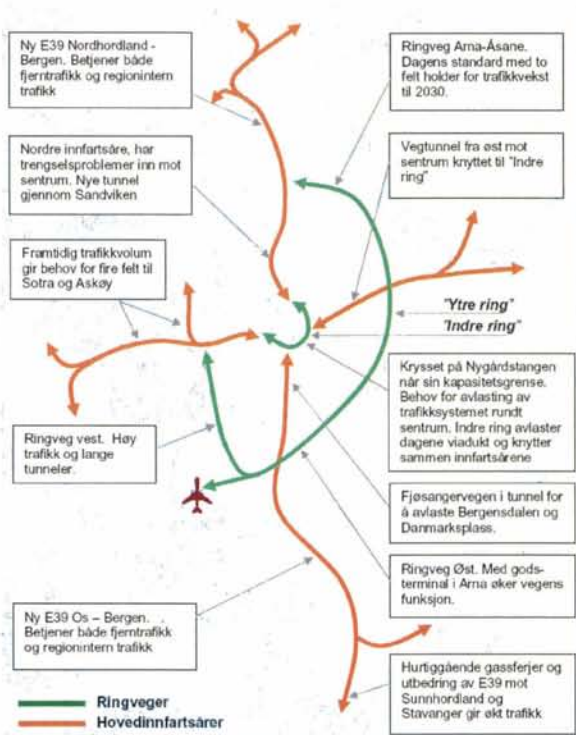 Ny E39 Nordhordland -
Bergen. Betjener både
fjerntrafikk og regionintern
trafikk
Nordre innfartsåre, har
trengselsproblemer inn mot
sentrum. Nye tunnel
gjennom Sandviken
Framtidig trafikkvolum
gir behov for fire felt til
Sotra og Askøy
Ringveg vest. Høy
trafikk og lange
tunneler.
Ny E39 Os – Bergen.
Betjener både fjerntrafikk
og regionintern trafikk
Ringveg Arna-Åsane.
Dagens standard med to
felt holder for trafikkvekst
til 2030.
Vegtunnel fra øst mot
sentrum knyttet til "Indre
ring"
"Ytre ring"
"Indre ring"
Krysset på Nygårdstangen
når sin kapasitetsgrense.
Behov for avlasting av
trafikksystemet rundt
sentrum. Indre ring avlaster
dagene viadukt og knytter
sammen innfartsårene
Fjøsangervegen i tunnel for
å avlaste Bergensdalen og
Danmarksplass.
Ringveg Øst. Med gods-
terminal i Arna øker vegens
funksjon.
Hurtiggående gassferjer og
utbedring av E39 mot
Sunnhordland og
Stavanger gir økt trafikk
Ringveger
Hovedinnfartsårer